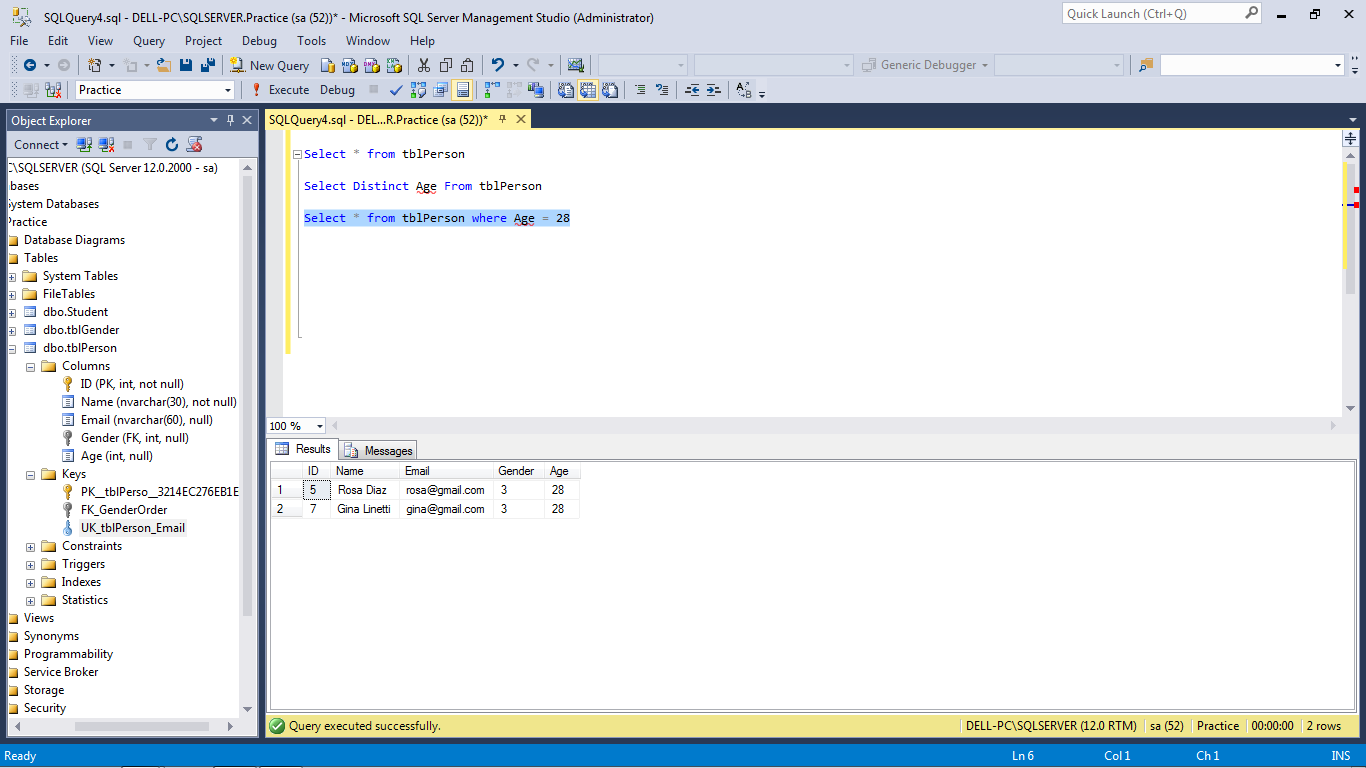 SQLQuery4.sql - DELL-PC\SQLSERVER.Practice (sa (52))* - Microsoft SQL Server Management Studio (Administrator)
Quick Launch (Ctrl+Q)
File Edit View Query Project Debug Tools Window Help
New Query
Generic Debugger
Practice
Execute Debug
Object Explorer
Connect
C:\SQLSERVER (SQL Server 12.0.2000 - sa)
bases
ystem Databases
ractice
Database Diagrams
Tables
System Tables
FileTables
dbo.Student
dbo.tblGender
dbo.tblPerson
Columns
ID (PK, int, not null)
Name (nvarchar(30), not null)
Email (nvarchar(60), null)
Gender (FK, int, null)
Age (int, null)
Keys
PK__tblPerso__3214EC276EB1E
FK_GenderOrder
UK_tblPerson_Email
Constraints
Triggers
Indexes
Statistics
Views
Synonyms
Programmability
Service Broker
Storage
Security
SQLQuery4.sql - DEL...R.Practice (sa (52))*
Select * from tblPerson
Select Distinct Age From tblPerson
Select * from tblPerson where Age = 28
100 %
Results Messages
ID Name Email Gender Age
1 5 Rosa Diaz rosa@gmail.com 3 28
2 7 Gina Linetti gina@gmail.com 3 28
Query executed successfully.
DELL-PC\SQLSERVER (12.0 RTM) sa (52) Practice 00:00:00 2 rows
Ready Ln 6 Col 1 Ch 1 INS